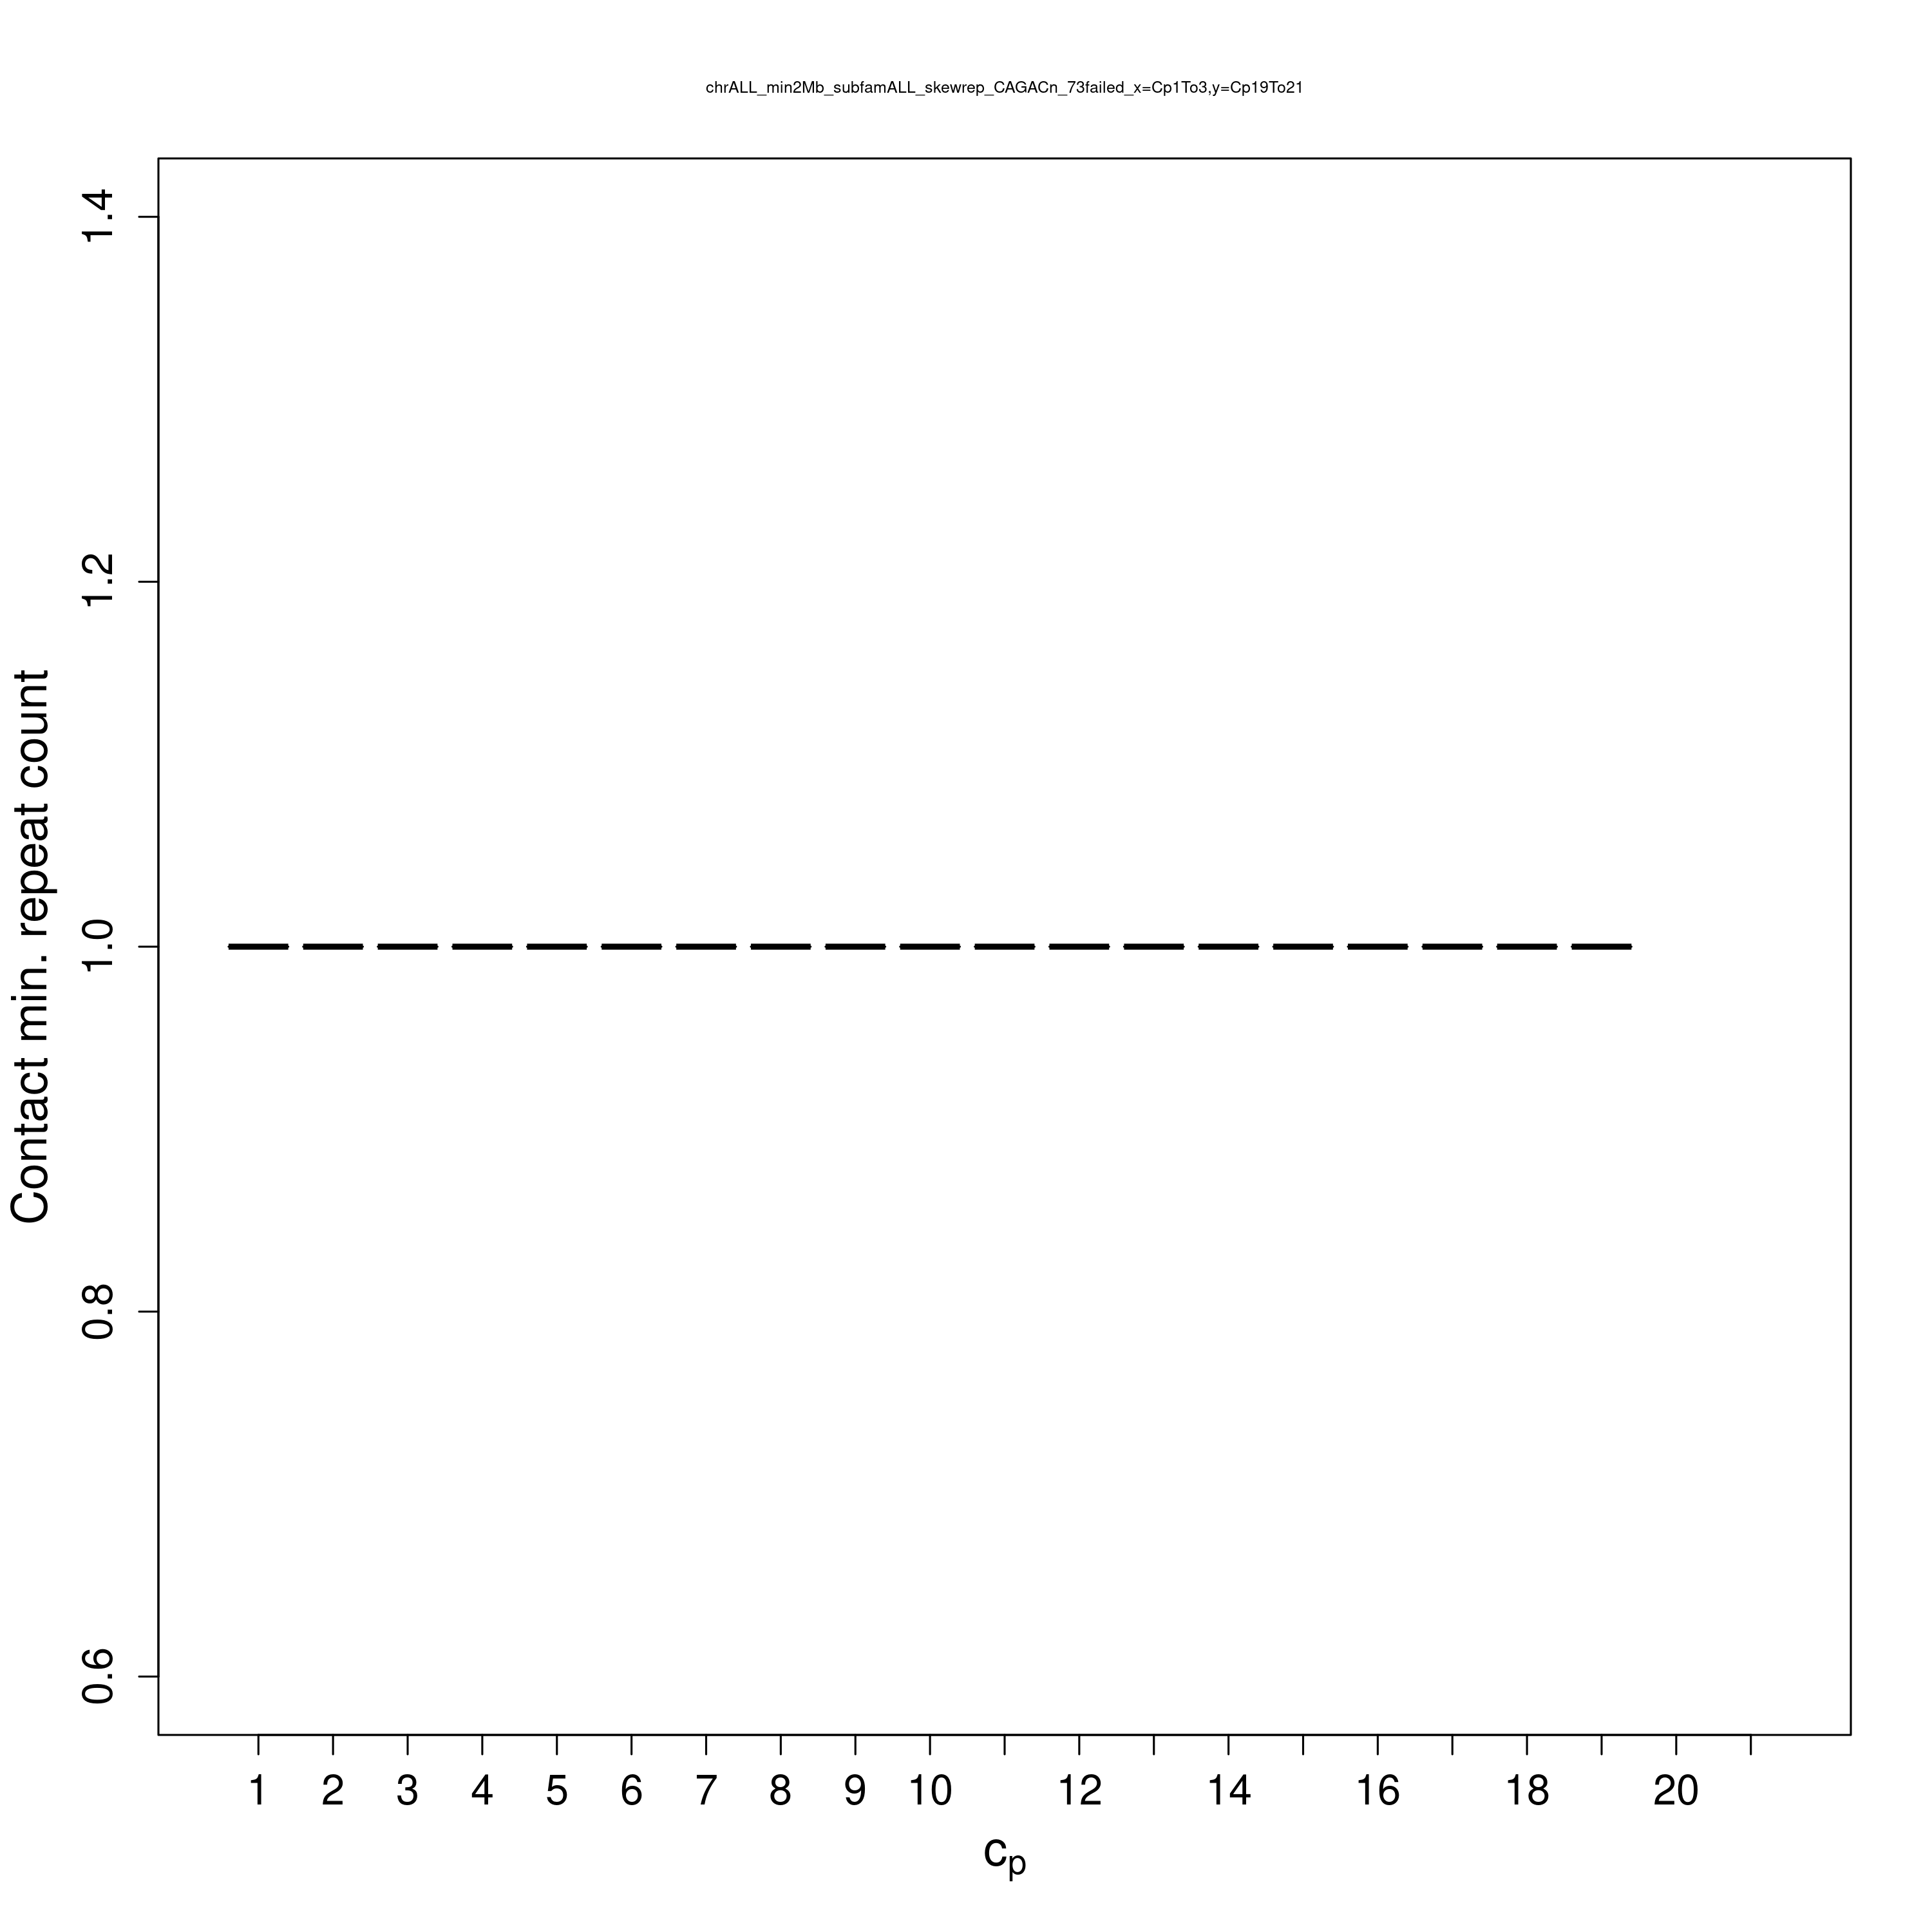 chrALL_min2Mb_subfamALL_skewrep_CAGACn_73failed_x=Cp1To3,y=Cp19To21
Contact min. repeat count
1.4
1.2
1.0
0.8
0.6
1 2 3 4 5 6 7 8 9 10 12 14 16 18 20
cp